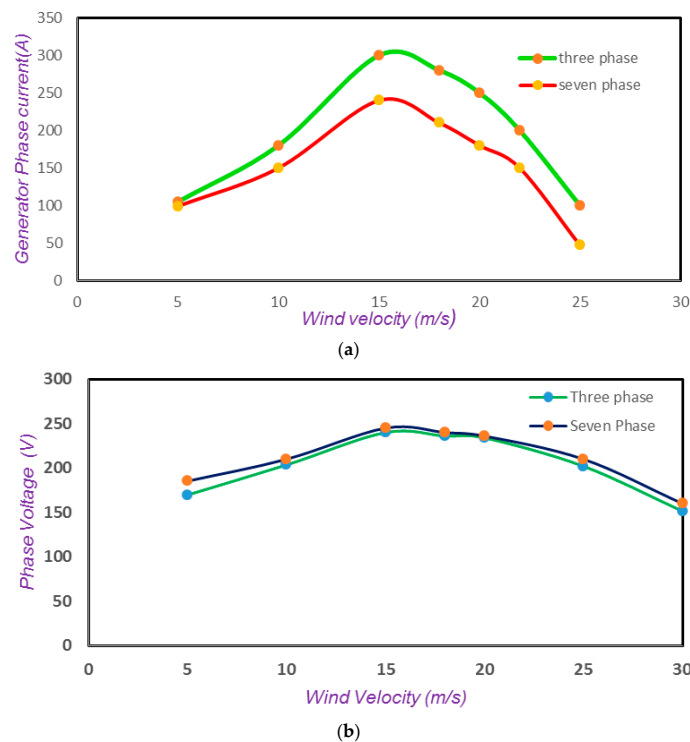 350
300
250
200
150
100
50
0
Generator Phase current(A)
three phase
seven phase
0 5 10 15 20 25 30
Wind velocity (m/s)
(a)
300
250
200
150
100
50
0
Phase Voltage (V)
Three phase
Seven Phase
0 5 10 15 20 25 30
Wind Velocity (m/s)
(b)